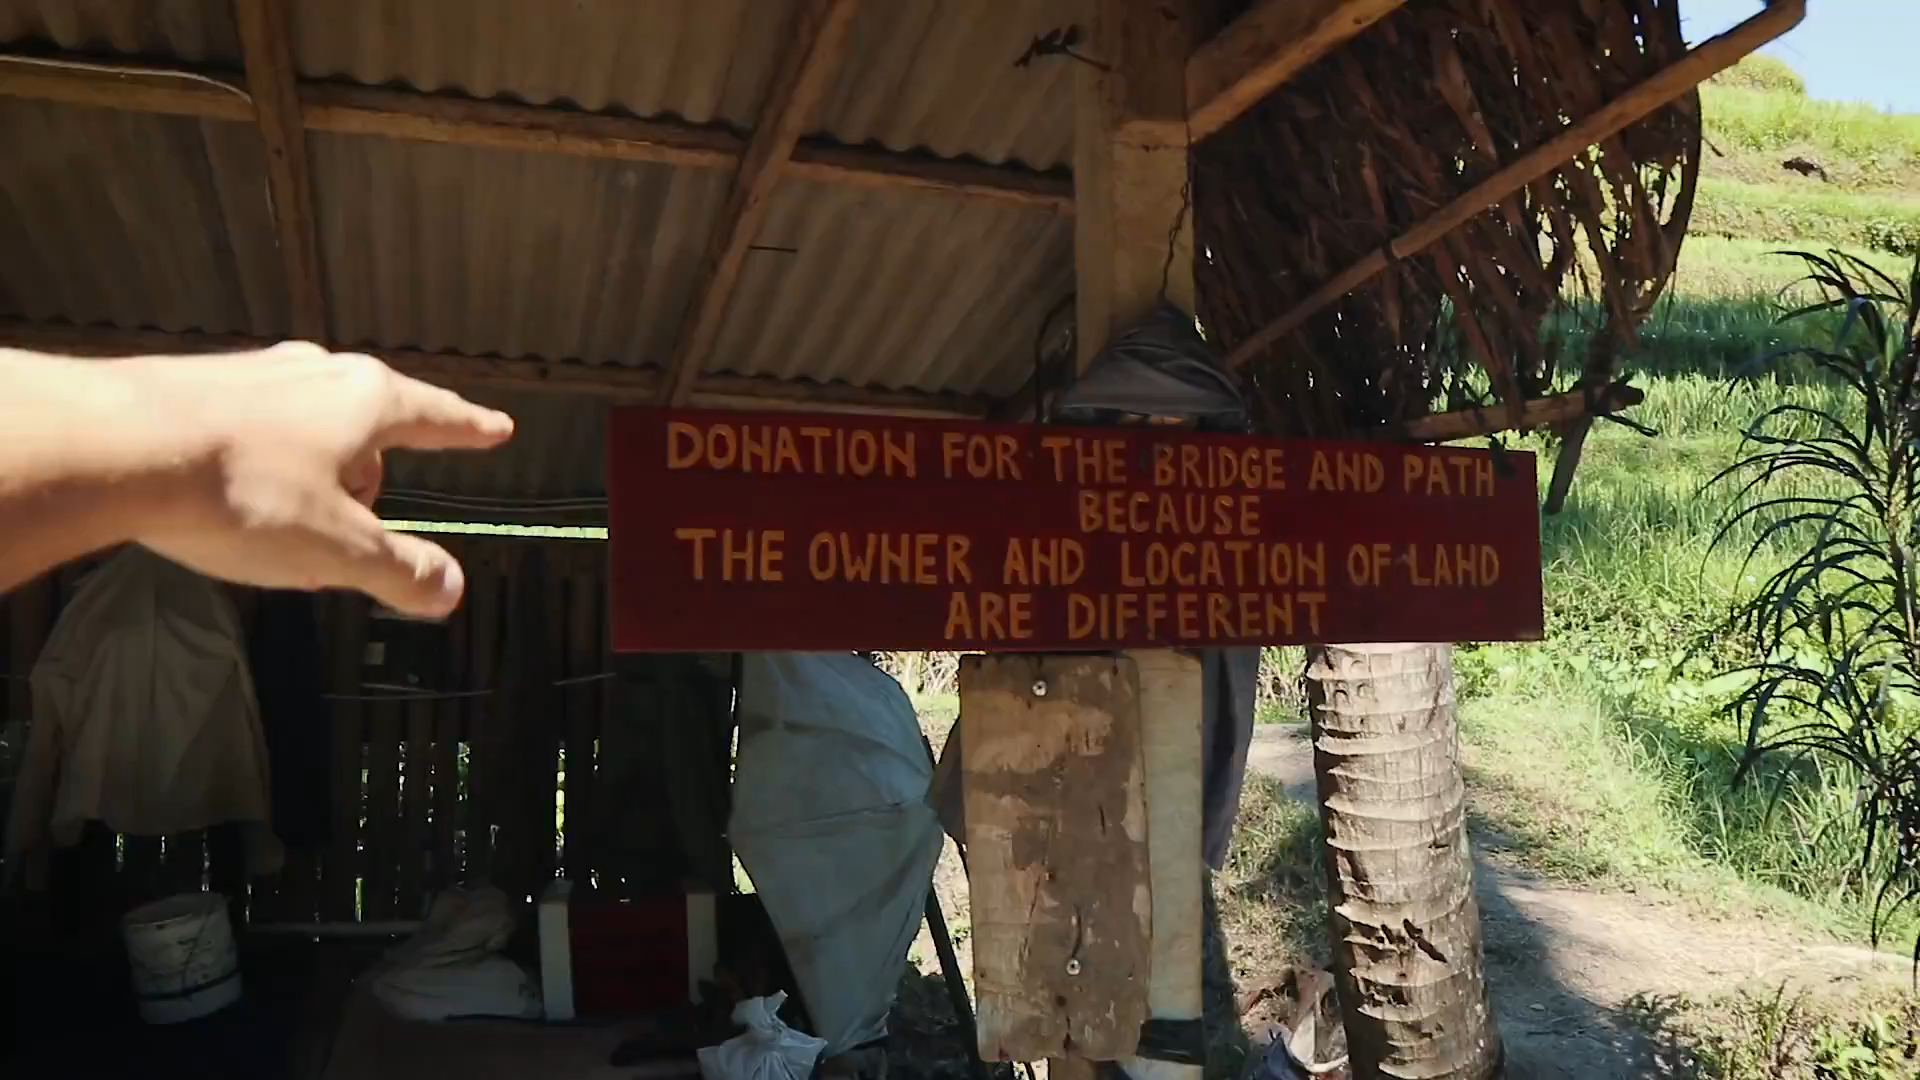 DONATION FOR THE BRIDGE AND PATH
BECAUSE
THE OWNER AND LOCATION OF LAND
ARE DIFFERENT